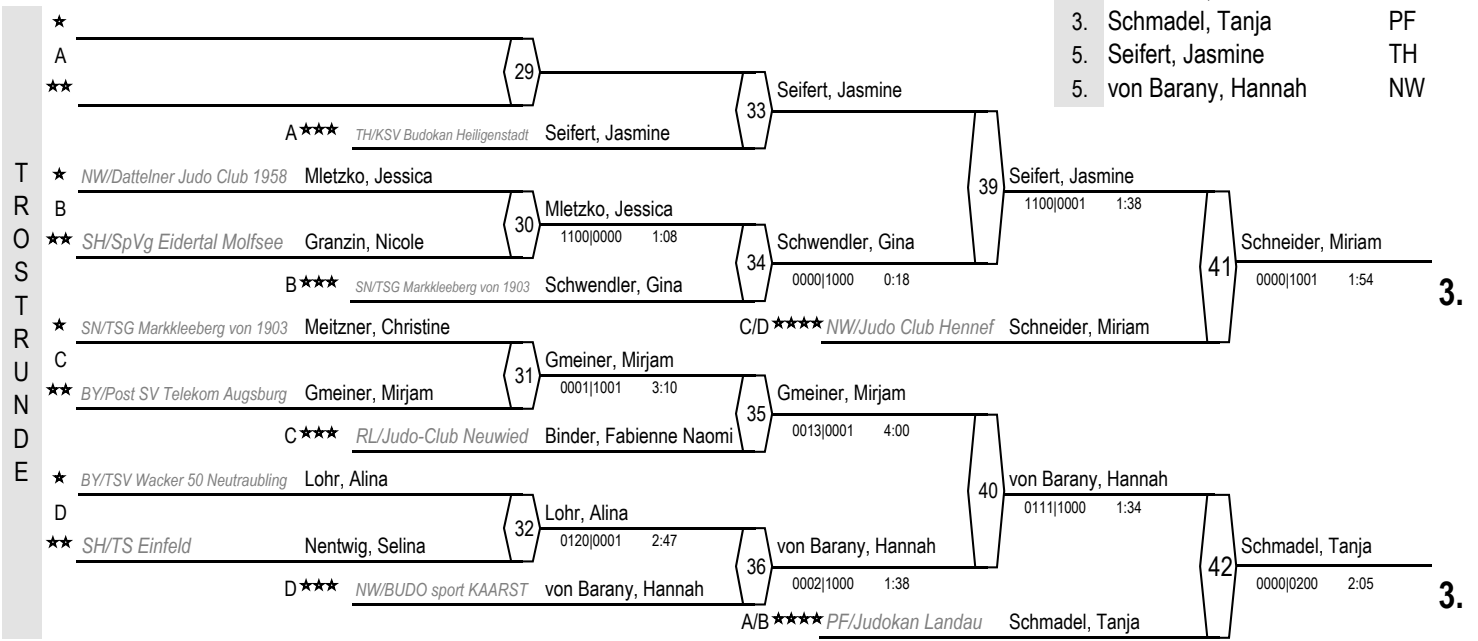 3. Schmadel, Tanja PF
5. Seifert, Jasmine TH
5. von Barany, Hannah NW
TROSTRUNDE
A
29
Seifert, Jasmine
33
A TH/KSV Budokan Heiligenstadt Seifert, Jasmine
NW/Dattelner Judo Club 1958 Mletzko, Jessica
B
SH/SpVg Eidertal Molfsee Granzin, Nicole
30
Mletzko, Jessica
1100|0000 1:08
B SN/TSG Markkleeberg von 1903 Schwendler, Gina
34
Schwendler, Gina
0000|1000 0:18
39
Seifert, Jasmine
1100|0001 1:38
C/D NW/Judo Club Hennef Schneider, Miriam
41
Schneider, Miriam
0000|1001 1:54
3.
SN/TSG Markkleeberg von 1903 Meitzner, Christine
C
BY/Post SV Telekom Augsburg Gmeiner, Mirjam
31
Gmeiner, Mirjam
0001|1001 3:10
C RL/Judo-Club Neuwied Binder, Fabienne Naomi
35
Gmeiner, Mirjam
0013|0001 4:00
BY/TSV Wacker 50 Neutraubling Lohr, Alina
D
SH/TS Einfeld Nentwig, Selina
32
Lohr, Alina
0120|0001 2:47
D NW/BUDO sport KAARST von Barany, Hannah
36
von Barany, Hannah
0002|1000 1:38
40
von Barany, Hannah
0111|1000 1:34
A/B PF/Judokan Landau Schmadel, Tanja
42
Schmadel, Tanja
0000|0200 2:05
3.